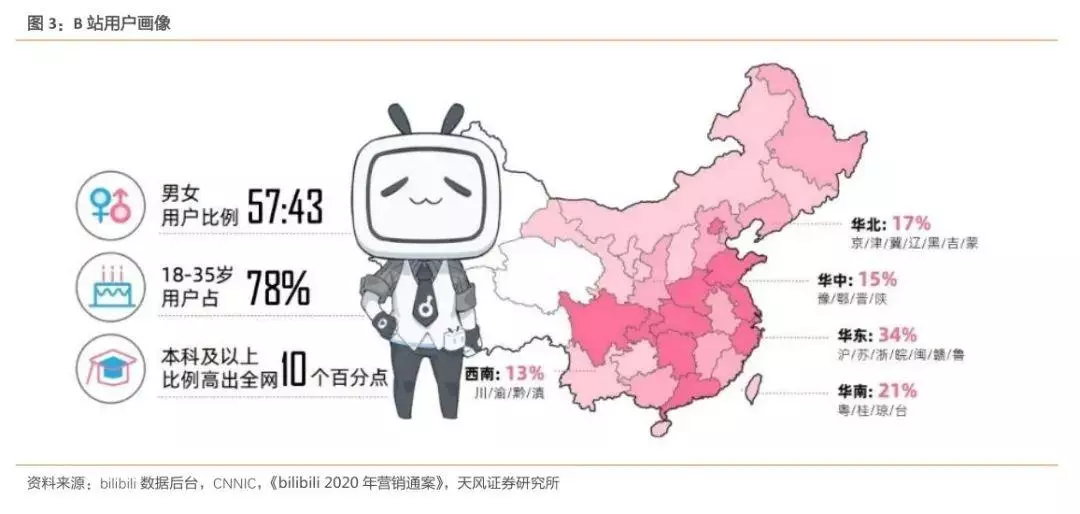 图 3：B 站用户画像
男女
用户比例 57:43
18-35岁
用户占 78%
本科及以上
比例高出全网10个百分点
华北: 17%
京/津/冀/辽/黑/吉/蒙
华中: 15%
豫/鄂/晋/陕
华东: 34%
沪/苏/浙/皖/闽/赣/鲁
西南: 13%
川/渝/黔/滇
华南: 21%
粤/桂/琼/台
资料来源：bilibili 数据后台，CNNIC，《bilibili 2020 年营销通案》，天风证券研究所